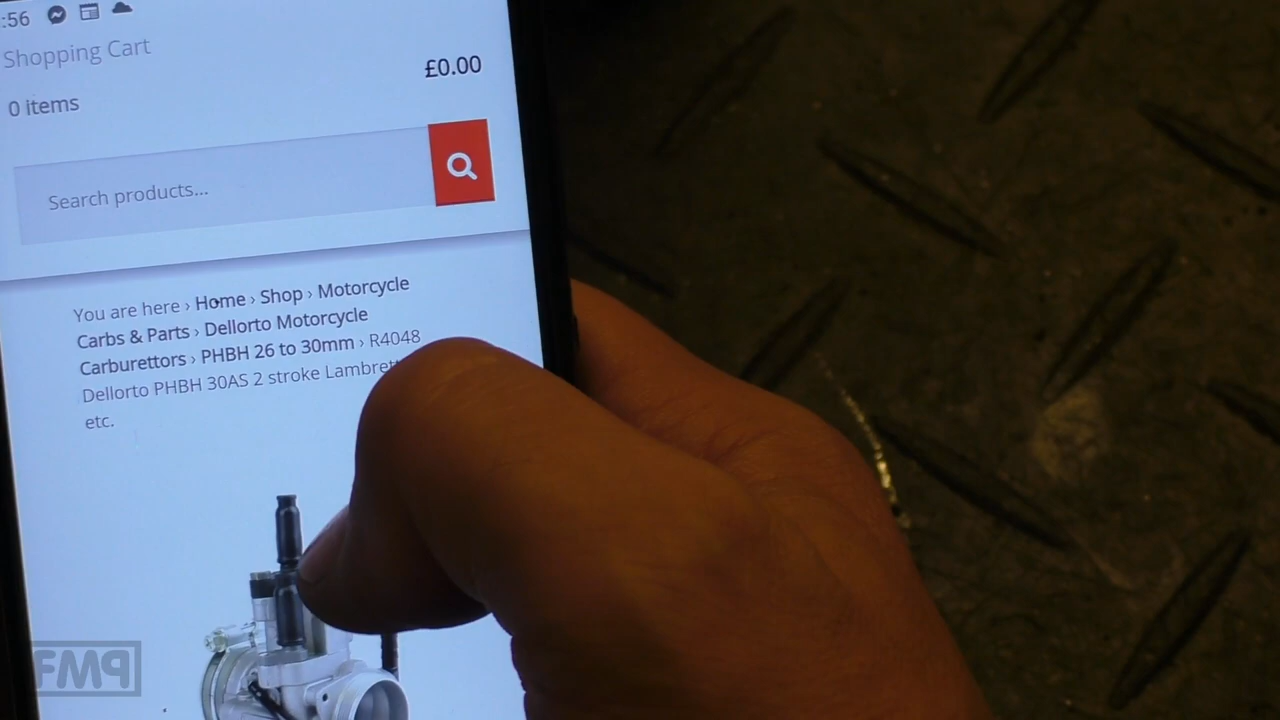 :56
Shopping Cart
£0.00
0 items
Search products...
You are here › Home › Shop › Motorcycle
Carbs & Parts › Dellorto Motorcycle
Carburettors › PHBH 26 to 30mm › R4048
Dellorto PHBH 30AS 2 stroke
etc.
FMP